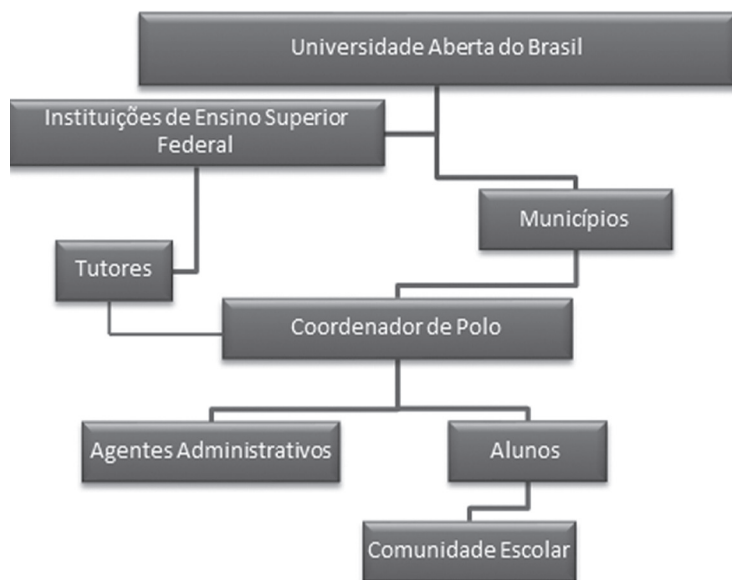 Universidade Aberta do Brasil
Instituições de Ensino Superior
Federal
Municípios
Tutores
Coordenador de Polo
Agentes Administrativos
Alunos
Comunidade Escolar